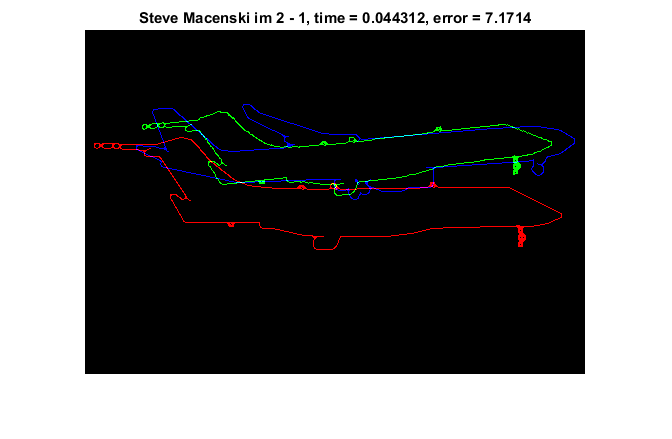 Steve Macenski im 2 - 1, time = 0.044312, error = 7.1714